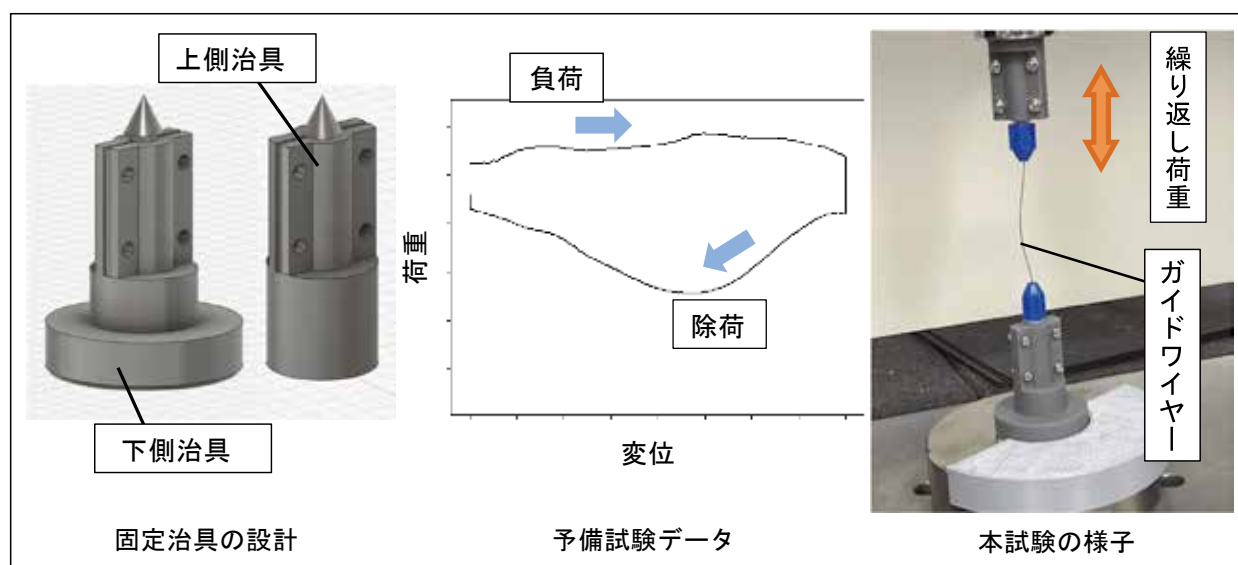 上側治具
下側治具
固定治具の設計
負荷
除荷
荷重
変位
予備試験データ
繰り返し荷重
ガイドワイヤー
本試験の様子